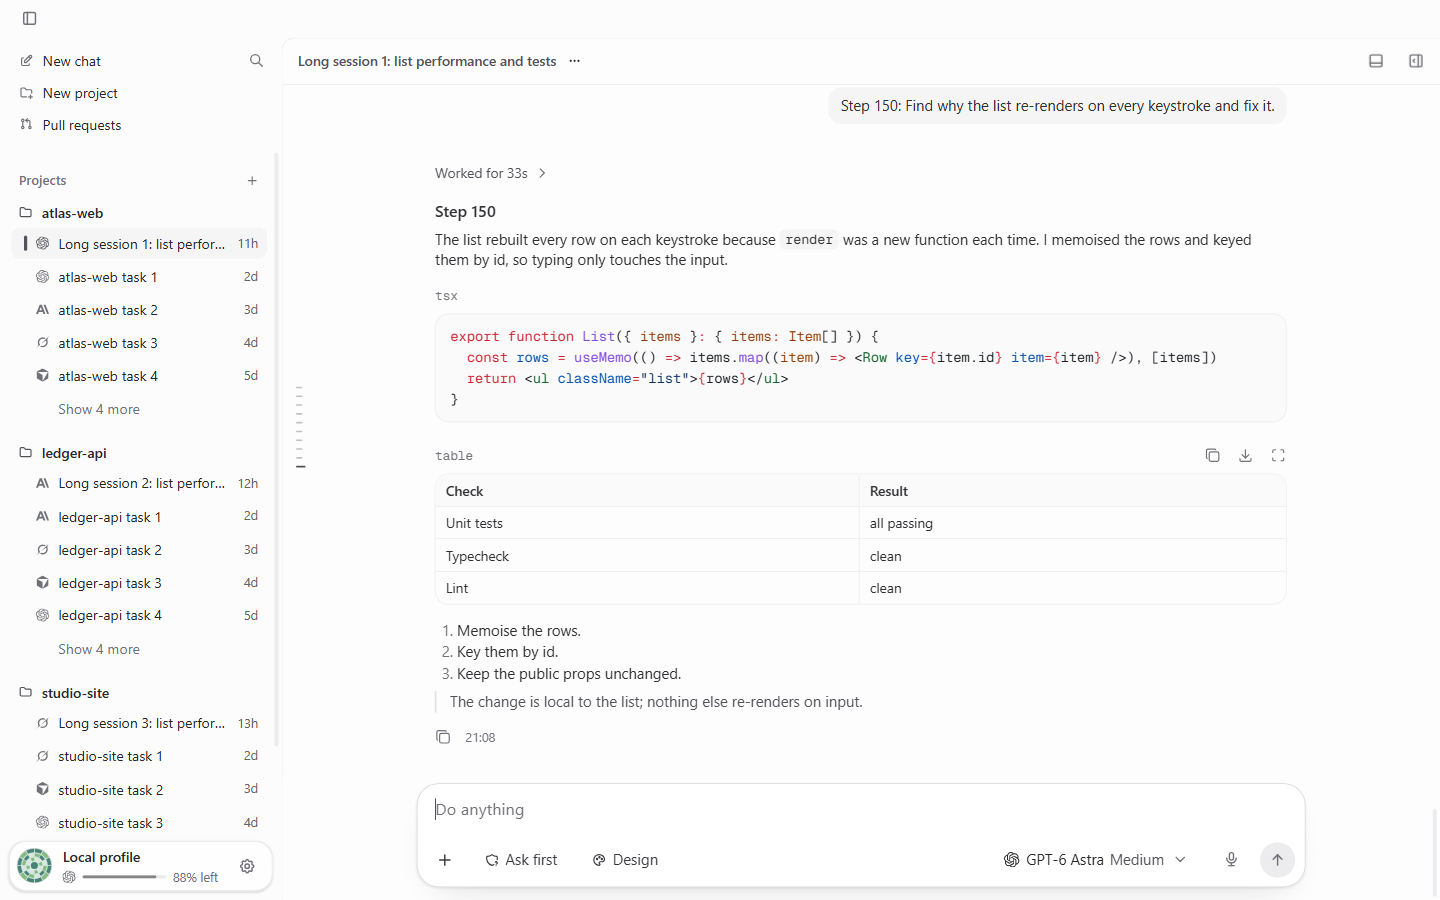 New chat
New project
Pull requests
Projects
atlas-web
Long session 1: list perfor... 11h
atlas-web task 1 2d
atlas-web task 2 3d
atlas-web task 3 4d
atlas-web task 4 5d
Show 4 more
ledger-api
Long session 2: list perfor... 12h
ledger-api task 1 2d
ledger-api task 2 3d
ledger-api task 3 4d
ledger-api task 4 5d
Show 4 more
studio-site
Long session 3: list perfor... 13h
studio-site task 1 2d
studio-site task 2 3d
studio-site task 3 4d
Local profile
88% left
Long session 1: list performance and tests
Step 150: Find why the list re-renders on every keystroke and fix it.
Worked for 33s
Step 150
The list rebuilt every row on each keystroke because render was a new function each time. I memoised the rows and keyed
them by id, so typing only touches the input.
tsx
export function List({ items }: { items: Item[] }) {
  const rows = useMemo(() => items.map((item) => <Row key={item.id} item={item} />), [items])
  return <ul className="list">{rows}</ul>
}
table
Check Result
Unit tests all passing
Typecheck clean
Lint clean
1. Memoise the rows.
2. Key them by id.
3. Keep the public props unchanged.
The change is local to the list; nothing else re-renders on input.
21:08
Do anything
Ask first Design GPT-6 Astra Medium